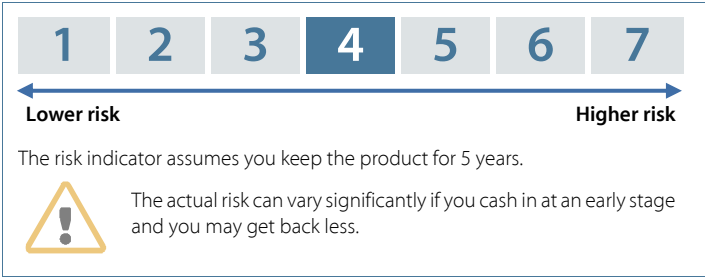 1 2 3 4 5 6 7
Lower risk Higher risk
The risk indicator assumes you keep the product for 5 years.
The actual risk can vary significantly if you cash in at an early stage
and you may get back less.